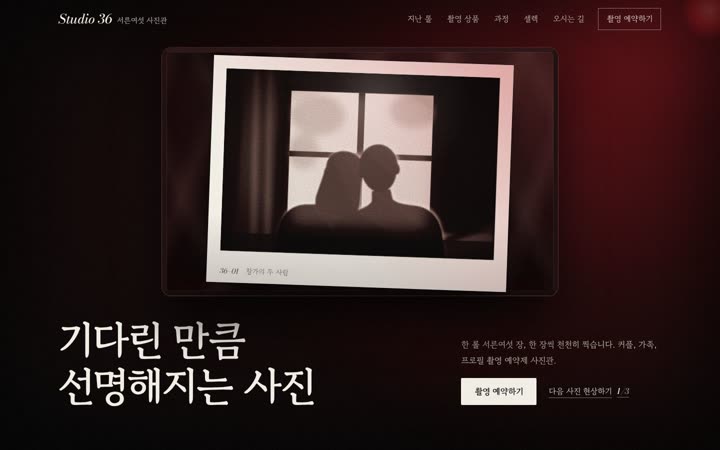 Studio 36 서른여섯 사진관
지난 롤 촬영 상품 과정 셀렉 오시는 길 촬영 예약하기
36-01 창가의 두 사람
기다린 만큼
선명해지는 사진
한 롤 서른여섯 장, 한 장씩 천천히 찍습니다. 커플, 가족,
프로필 촬영 예약제 사진관.
촬영 예약하기 다음 사진 현상하기 1/3